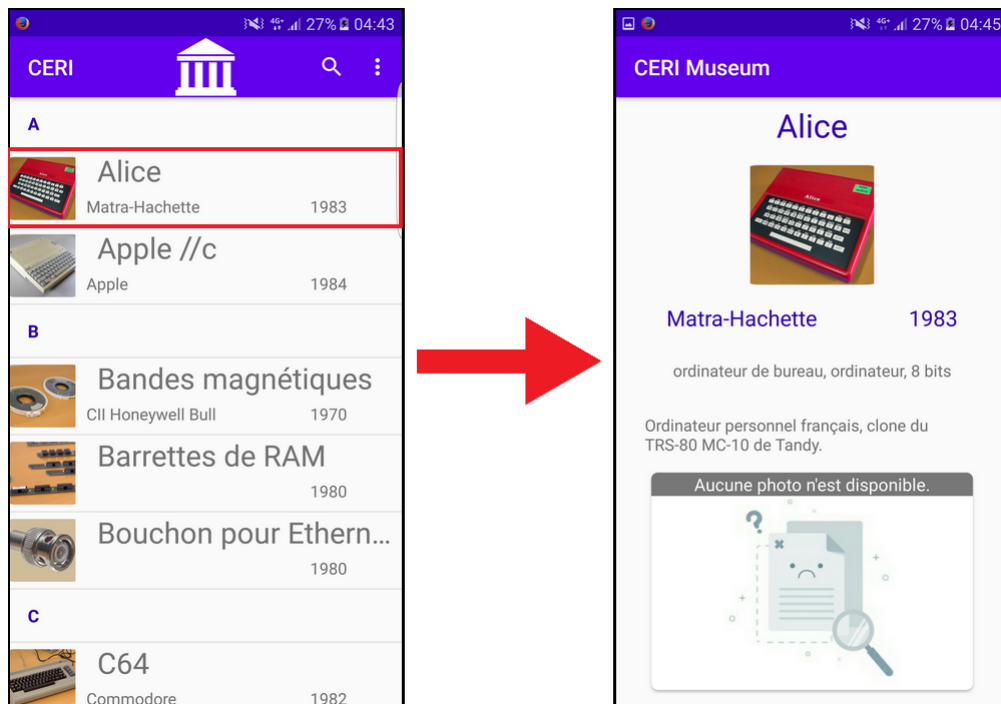 27% 04:43
CERI
A
Alice
Matra-Hachette 1983
Apple //c
Apple 1984
B
Bandes magnétiques
CII Honeywell Bull 1970
Barrettes de RAM
1980
Bouchon pour Ethern...
1980
C
C64
Commodore 1982
4G+ 27% 04:45
CERI Museum
Alice
Matra-Hachette 1983
ordinateur de bureau, ordinateur, 8 bits
Ordinateur personnel français, clone du
TRS-80 MC-10 de Tandy.
Aucune photo n'est disponible.
?